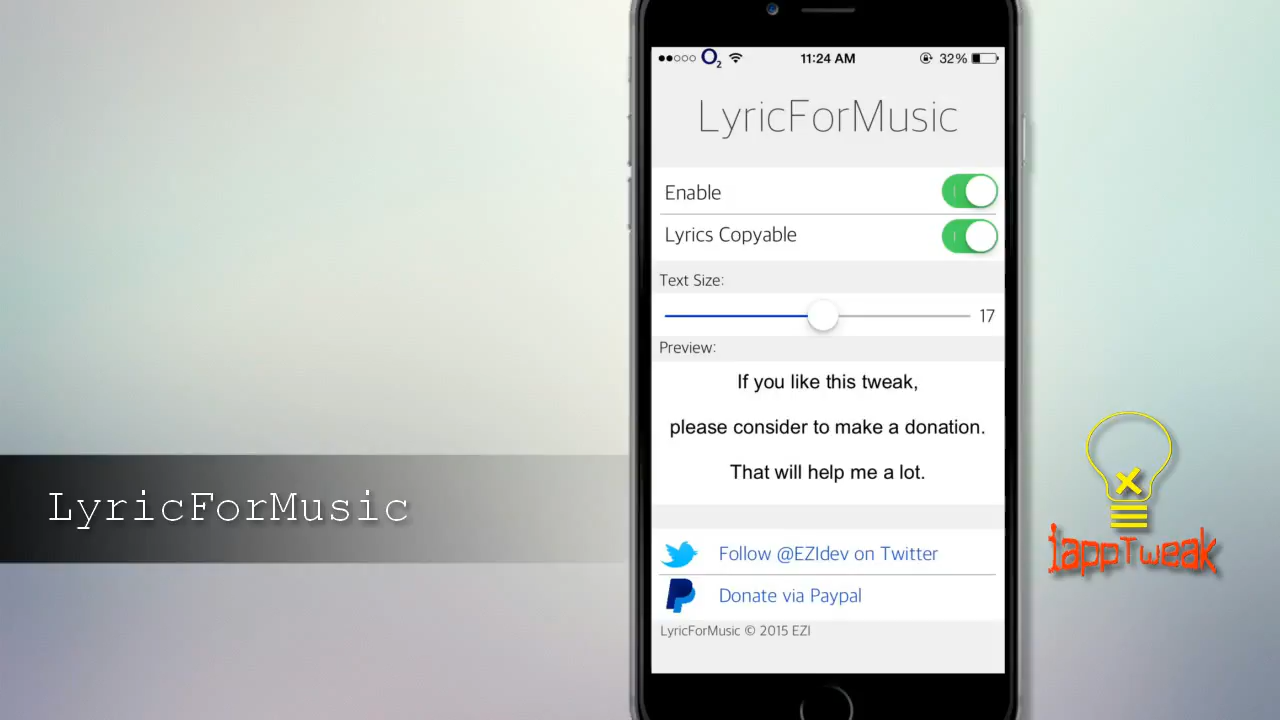 O2 11:24 AM 32%
LyricForMusic
Enable
Lyrics Copyable
Text Size:
17
Preview:
If you like this tweak,
please consider to make a donation.
That will help me a lot.
Follow @EZIdev on Twitter
Donate via Paypal
LyricForMusic © 2015 EZI
LyricForMusic
iappTweak